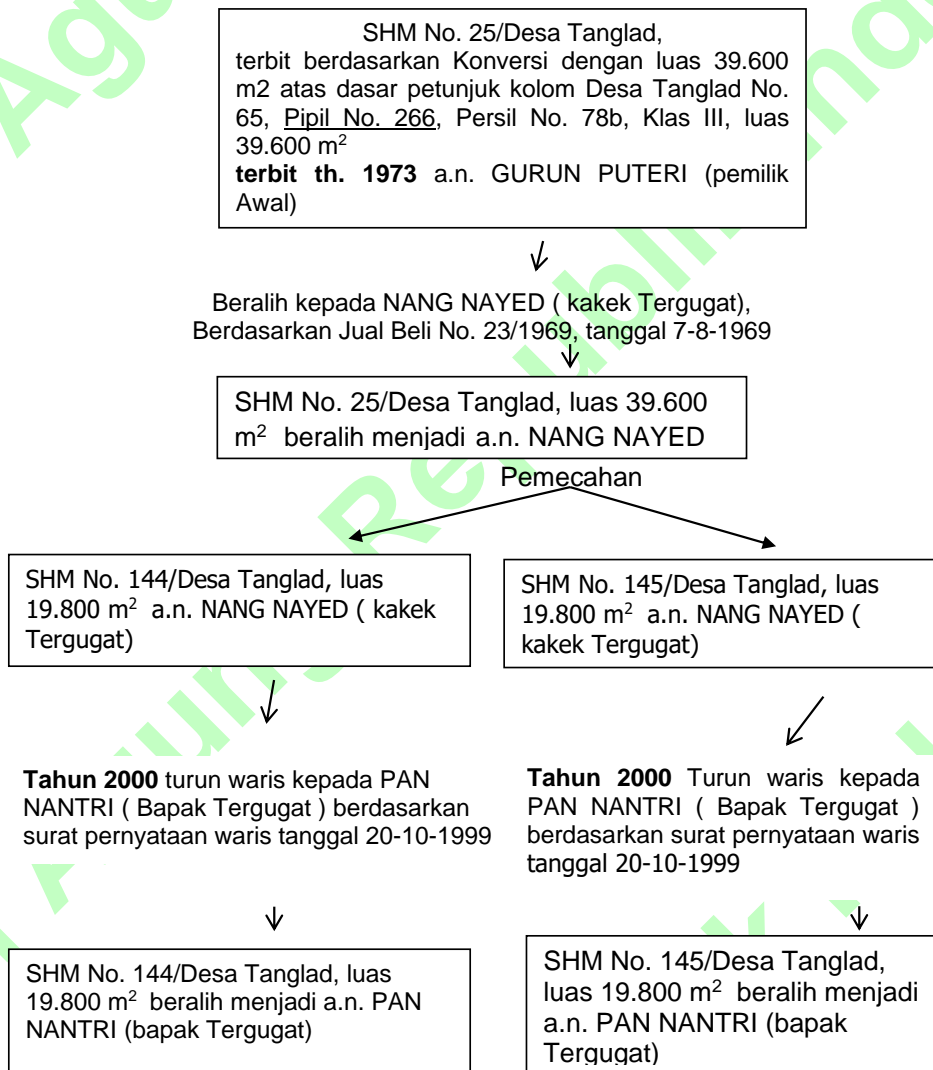 SHM No. 25/Desa Tanglad,
terbit berdasarkan Konversi dengan luas 39.600
m2 atas dasar petunjuk kolom Desa Tanglad No.
65, Pipil No. 266, Persil No. 78b, Klas III, luas
39.600 m²
terbit th. 1973 a.n. GURUN PUTERI (pemilik
Awal)
Beralih kepada NANG NAYED ( kakek Tergugat),
Berdasarkan Jual Beli No. 23/1969, tanggal 7-8-1969
SHM No. 25/Desa Tanglad, luas 39.600
m² beralih menjadi a.n. NANG NAYED
Pemecahan
SHM No. 144/Desa Tanglad, luas
19.800 m² a.n. NANG NAYED ( kakek
Tergugat)
SHM No. 145/Desa Tanglad, luas
19.800 m² a.n. NANG NAYED (
kakek Tergugat)
Tahun 2000 turun waris kepada PAN
NANTRI ( Bapak Tergugat ) berdasarkan
surat pernyataan waris tanggal 20-10-1999
Tahun 2000 Turun waris kepada
PAN NANTRI ( Bapak Tergugat )
berdasarkan surat pernyataan waris
tanggal 20-10-1999
SHM No. 144/Desa Tanglad, luas
19.800 m² beralih menjadi a.n. PAN
NANTRI (bapak Tergugat)
SHM No. 145/Desa Tanglad,
luas 19.800 m² beralih menjadi
a.n. PAN NANTRI (bapak
Tergugat)